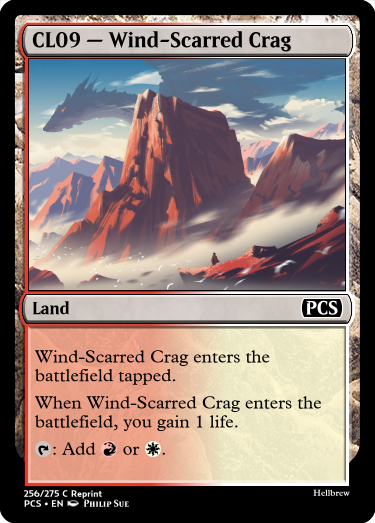 CL09 — Wind-Scarred Crag
Land
PCS
Wind-Scarred Crag enters the
battlefield tapped.
When Wind-Scarred Crag enters the
battlefield, you gain 1 life.
: Add or .
256/275 C Reprint
Hellbrew
PCS • EN Philip Sue